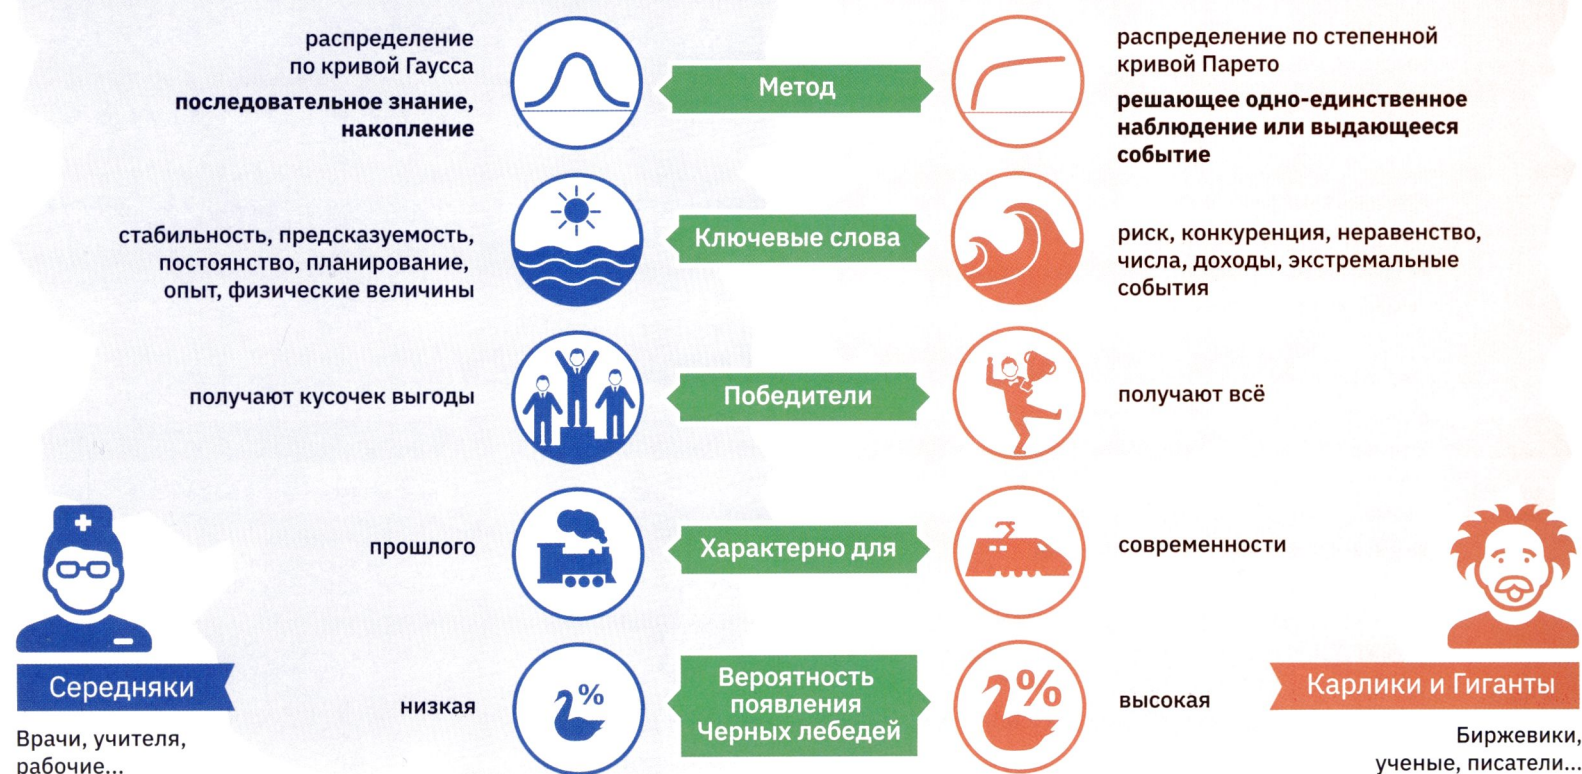 распределение
по кривой Гаусса
последовательное знание,
накопление
Метод
распределение по степенной
кривой Парето
решающее одно-единственное
наблюдение или выдающееся
событие
стабильность, предсказуемость,
постоянство, планирование,
опыт, физические величины
Ключевые слова
риск, конкуренция, неравенство,
числа, доходы, экстремальные
события
получают кусочек выгоды
Победители
получают всё
прошлого
Характерно для
современности
низкая
%
Вероятность
появления
Черных лебедей
%
высокая
Середняки
Врачи, учителя,
рабочие...
Карлики и Гиганты
Биржевики,
ученые, писатели...